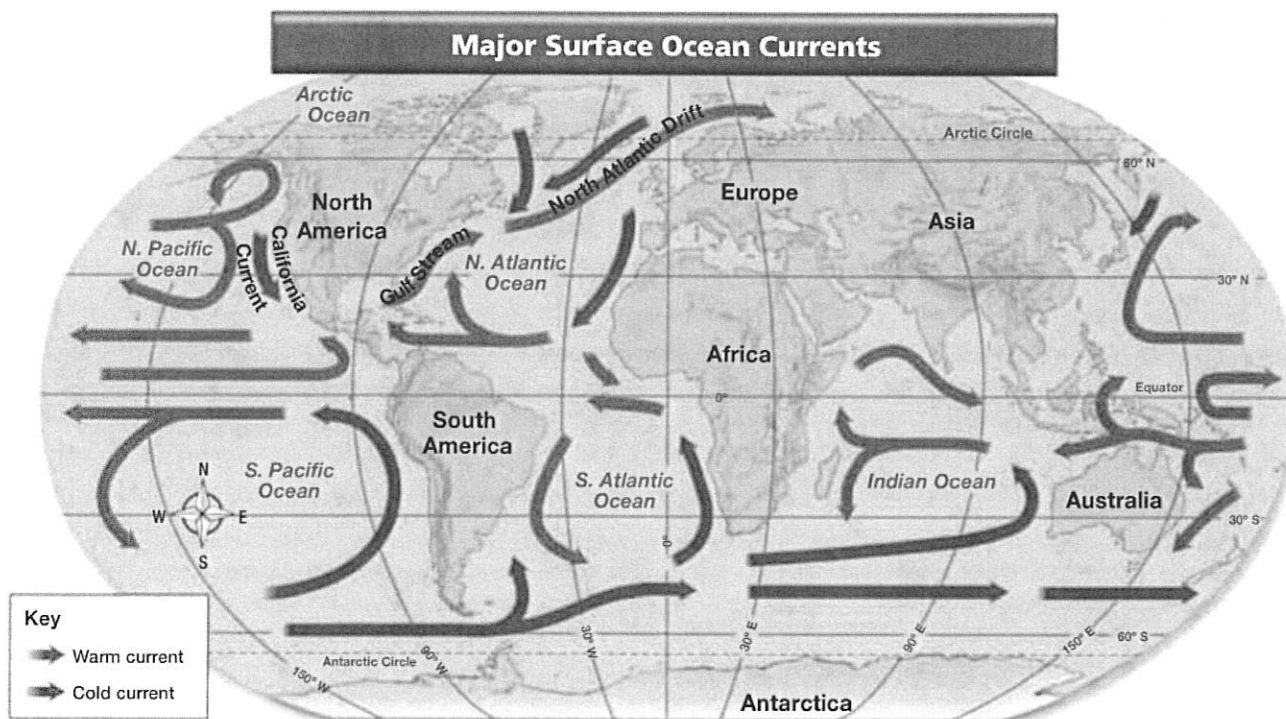 Major Surface Ocean Currents
Arctic
Ocean
Arctic Circle
60° N
North Atlantic Drift
Europe
Asia
North
America
N. Pacific
Ocean
California
Current
Gulf Stream
N. Atlantic
Ocean
30° N
Africa
Equator
0°
South
America
S. Pacific
Ocean
S. Atlantic
Ocean
Indian Ocean
Australia
N
W
E
S
30° S
0°
Key
Warm current
Cold current
Antarctic Circle
150° W
90° W
30° W
30° E
90° E
150° E
60° S
Antarctica